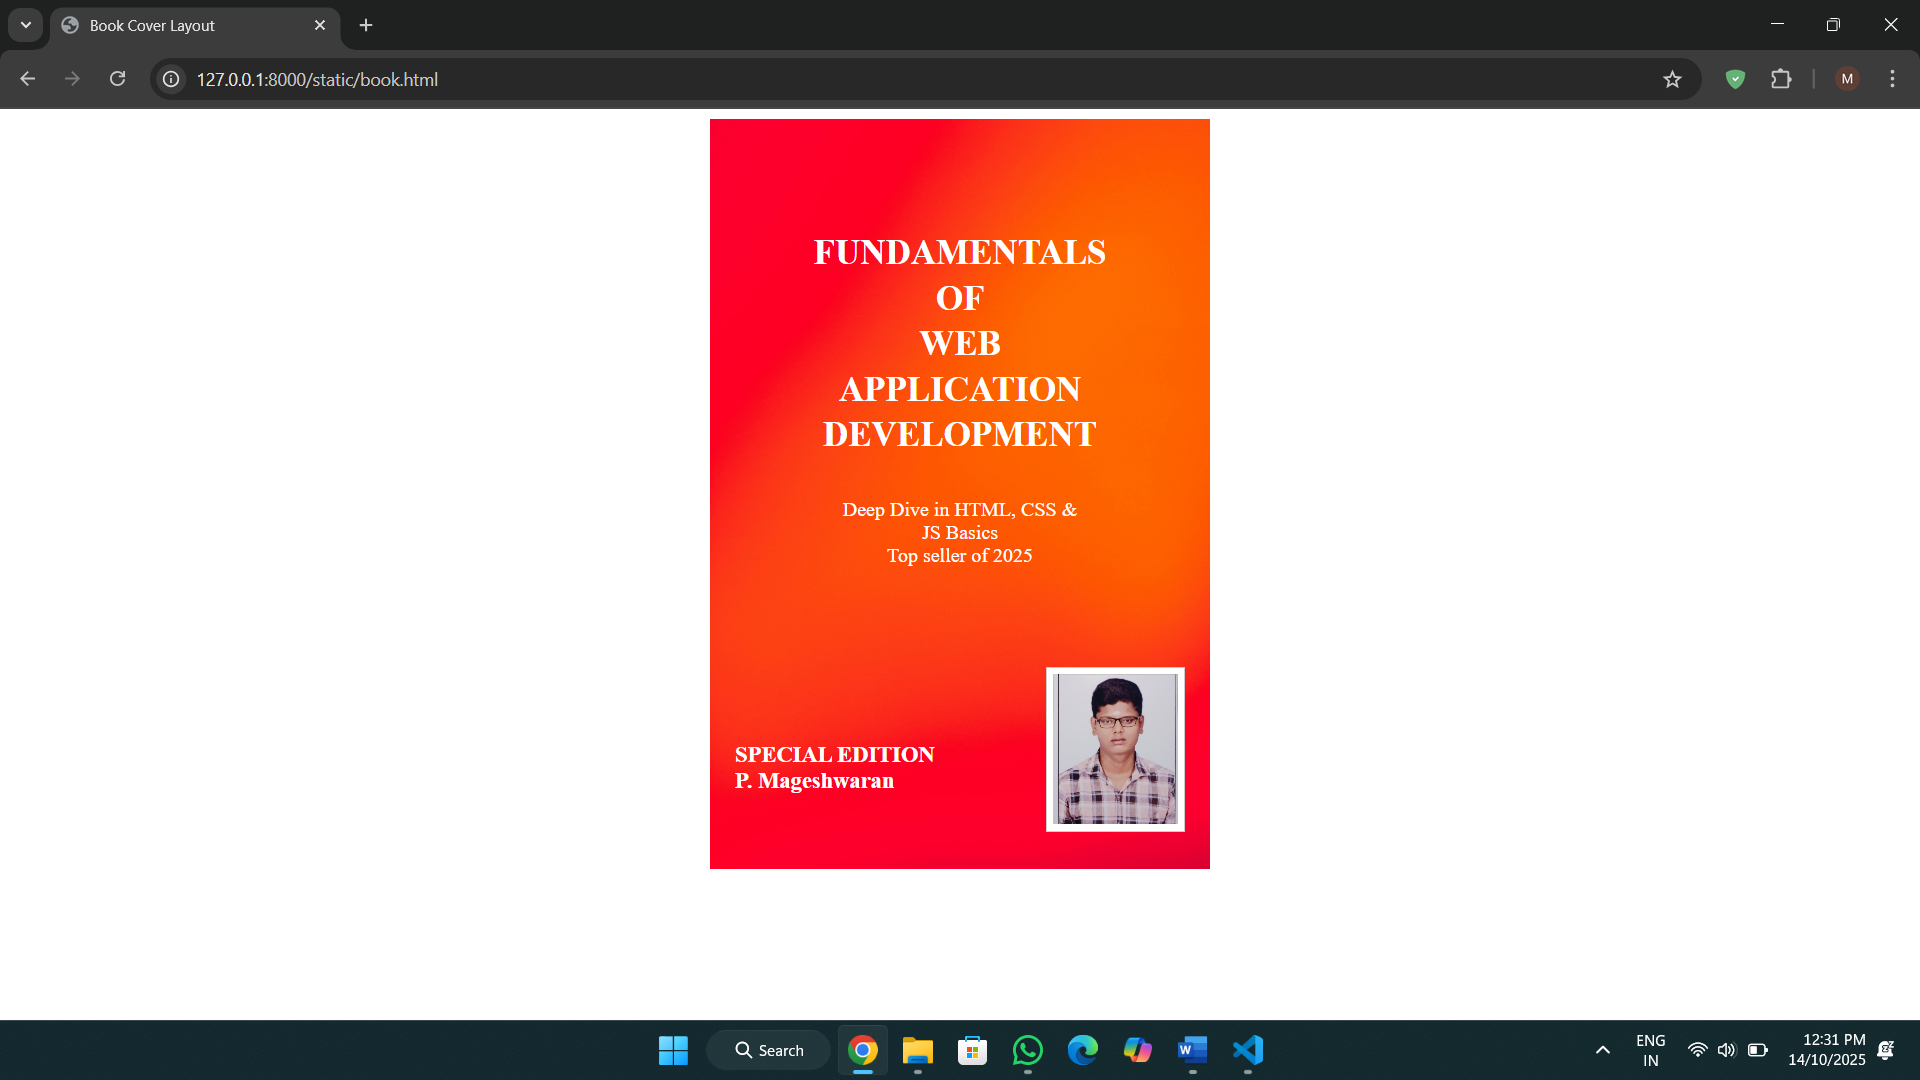 Book Cover Layout
127.0.0.1:8000/static/book.html
M
FUNDAMENTALS
OF
WEB
APPLICATION
DEVELOPMENT
Deep Dive in HTML, CSS &
JS Basics
Top seller of 2025
SPECIAL EDITION
P. Mageshwaran
Search
W
ENG
IN
12:31 PM
14/10/2025